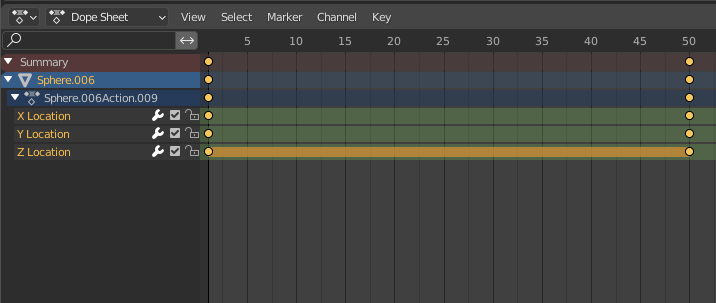 Dope Sheet View Select Marker Channel Key
5 10 15 20 25 30 35 40 45 50
Summary
Sphere.006
Sphere.006Action.009
X Location
Y Location
Z Location